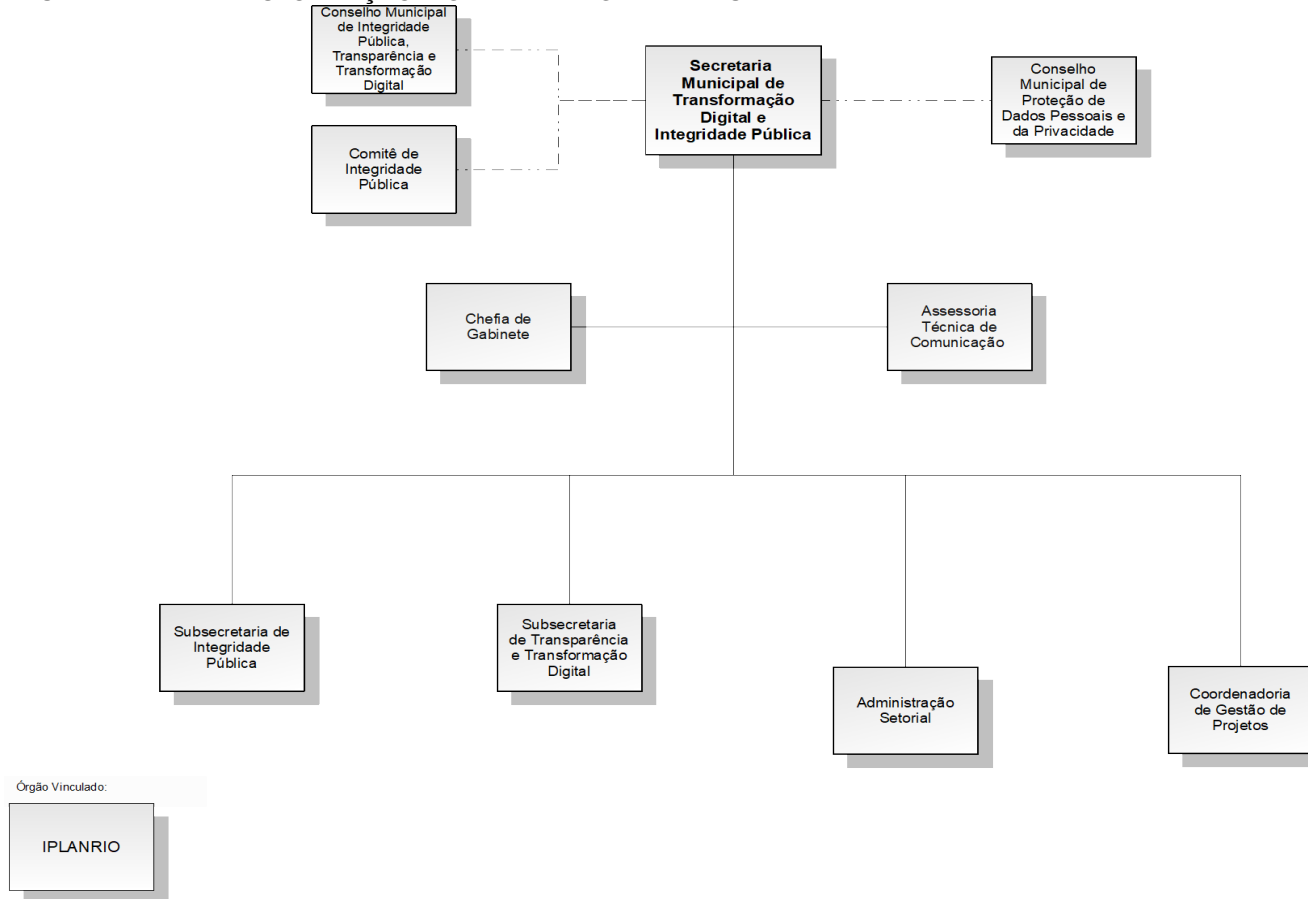 Conselho Municipal
de Integridade
Pública,
Transparência e
Transformação
Digital
Secretaria
Municipal de
Transformação
Digital e
Integridade Pública
Conselho
Municipal de
Proteção de
Dados Pessoais e
da Privacidade
Comitê de
Integridade
Pública
Chefia de
Gabinete
Assessoria
Técnica de
Comunicação
Subsecretaria de
Integridade
Pública
Subsecretaria
de Transparência
e Transformação
Digital
Administração
Setorial
Coordenadoria
de Gestão de
Projetos
Órgão Vinculado:
IPLANRIO